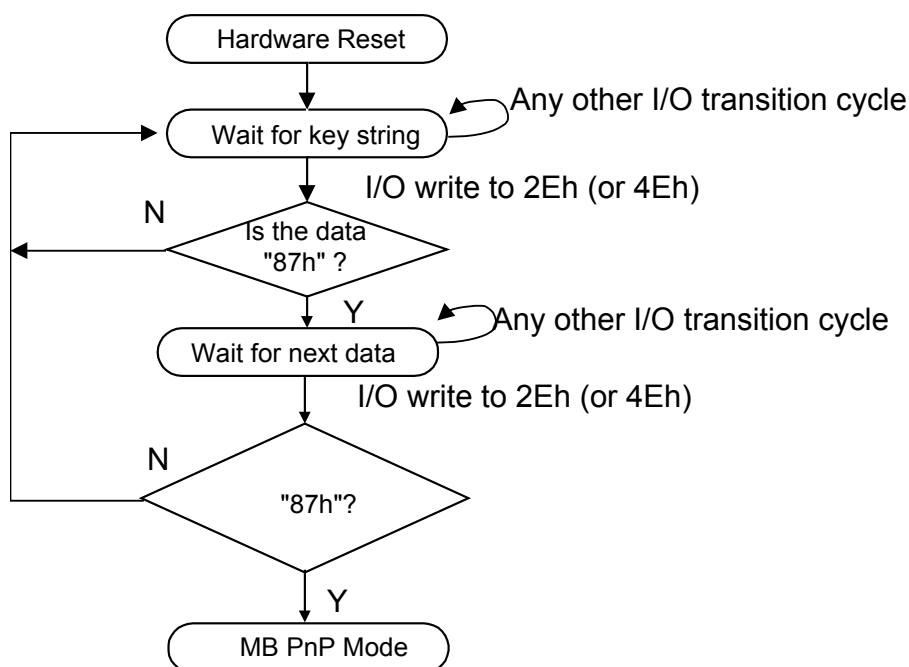 Hardware Reset
Any other I/O transition cycle
Wait for key string
I/O write to 2Eh (or 4Eh)
N
Is the data
"87h" ?
Y
Any other I/O transition cycle
Wait for next data
I/O write to 2Eh (or 4Eh)
N
"87h"?
Y
MB PnP Mode